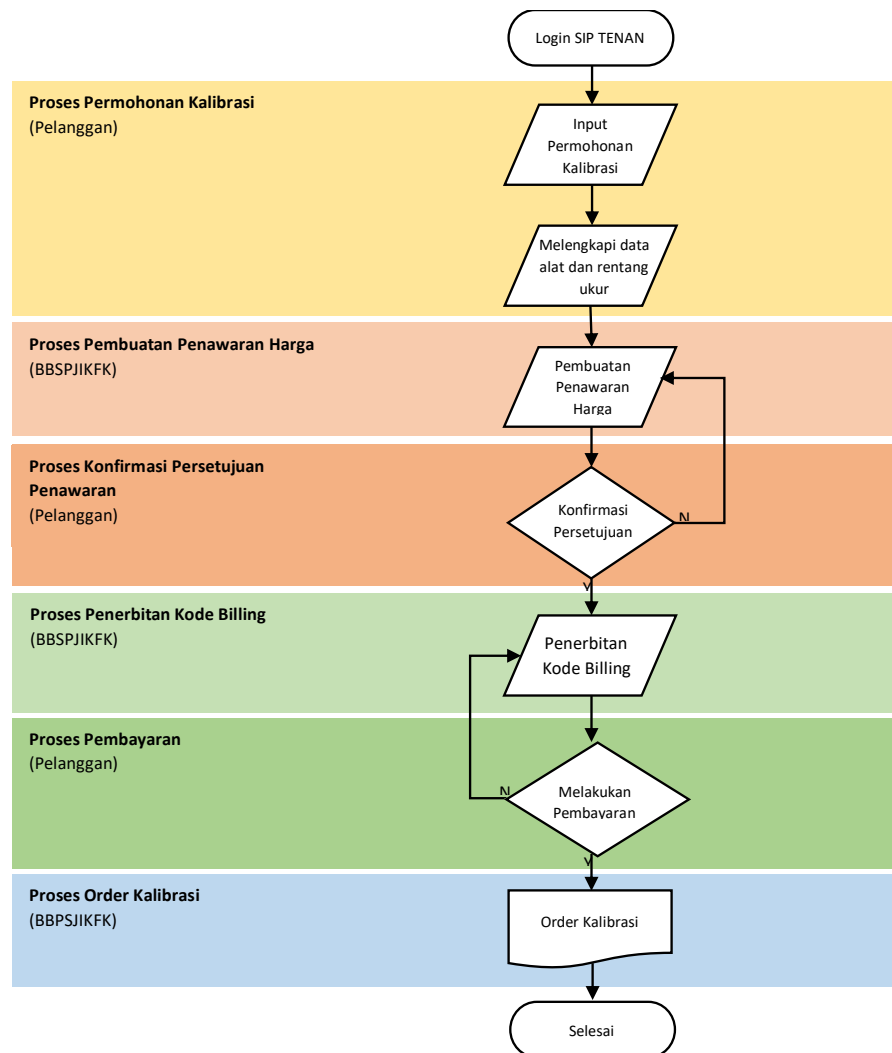 Login SIP TENAN
Proses Permohonan Kalibrasi
(Pelanggan)
Input
Permohonan
Kalibrasi
Melengkapi data
alat dan rentang
ukur
Proses Pembuatan Penawaran Harga
(BBSPJIKFK)
Pembuatan
Penawaran
Harga
Proses Konfirmasi Persetujuan
Penawaran
(Pelanggan)
Konfirmasi
Persetujuan
N
Y
Proses Penerbitan Kode Billing
(BBSPJIKFK)
Penerbitan
Kode Billing
Proses Pembayaran
(Pelanggan)
Melakukan
Pembayaran
N
Y
Proses Order Kalibrasi
(BBPSJIKFK)
Order Kalibrasi
Selesai